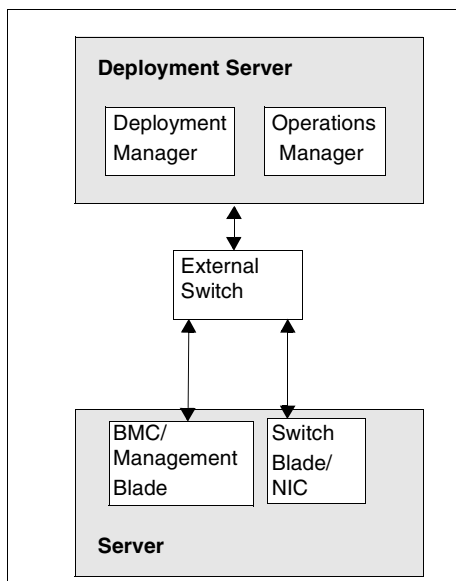 Deployment Server
Deployment
Manager
Operations
Manager
External
Switch
BMC/
Management
Blade
Switch
Blade/
NIC
Server